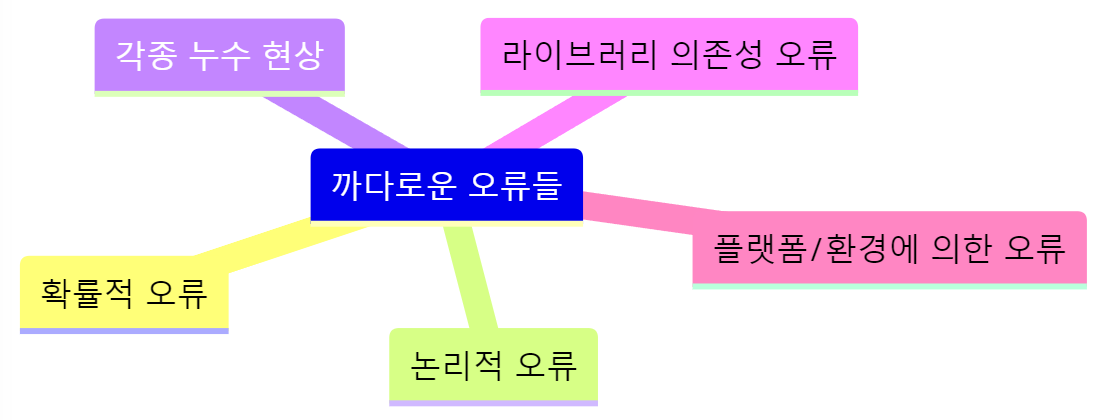 각종 누수 현상
라이브러리 의존성 오류
까다로운 오류들
플랫폼/환경에 의한 오류
확률적 오류
논리적 오류